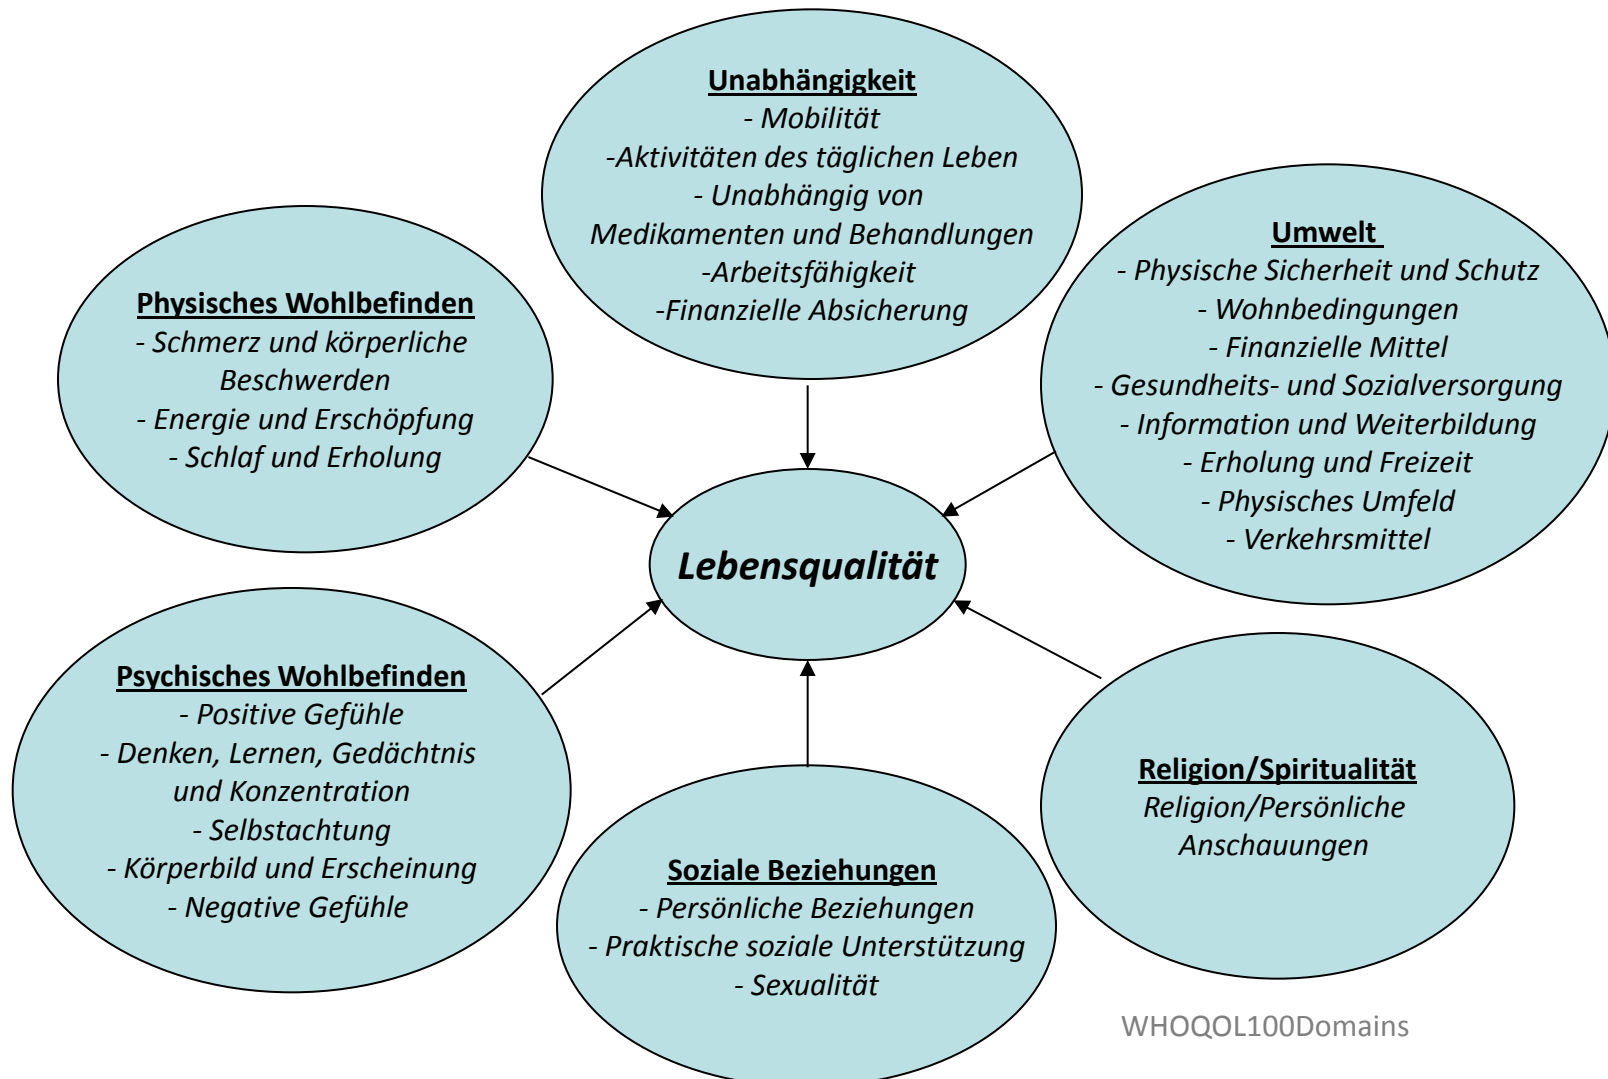 Unabhängigkeit
- Mobilität
-Aktivitäten des täglichen Leben
- Unabhängig von
Medikamenten und Behandlungen
-Arbeitsfähigkeit
-Finanzielle Absicherung
Physisches Wohlbefinden
- Schmerz und körperliche
Beschwerden
- Energie und Erschöpfung
- Schlaf und Erholung
Umwelt
- Physische Sicherheit und Schutz
- Wohnbedingungen
- Finanzielle Mittel
- Gesundheits- und Sozialversorgung
- Information und Weiterbildung
- Erholung und Freizeit
- Physisches Umfeld
- Verkehrsmittel
Lebensqualität
Psychisches Wohlbefinden
- Positive Gefühle
- Denken, Lernen, Gedächtnis
und Konzentration
- Selbstachtung
- Körperbild und Erscheinung
- Negative Gefühle
Soziale Beziehungen
- Persönliche Beziehungen
- Praktische soziale Unterstützung
- Sexualität
Religion/Spiritualität
Religion/Persönliche
Anschauungen
WHOQOL100Domains